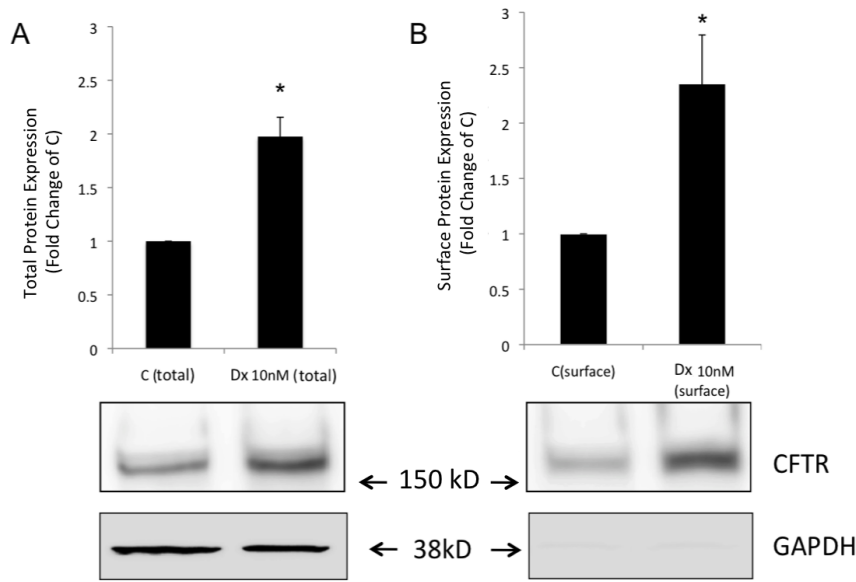 A
Total Protein Expression
(Fold Change of C)
3
2.5
2
1.5
1
0.5
0
*
C (total)
Dx 10nM (total)
B
Surface Protein Expression
(Fold Change of C)
3
2.5
2
1.5
1
0.5
0
*
C(surface)
Dx 10nM
(surface)
150 kD
CFTR
38kD
GAPDH